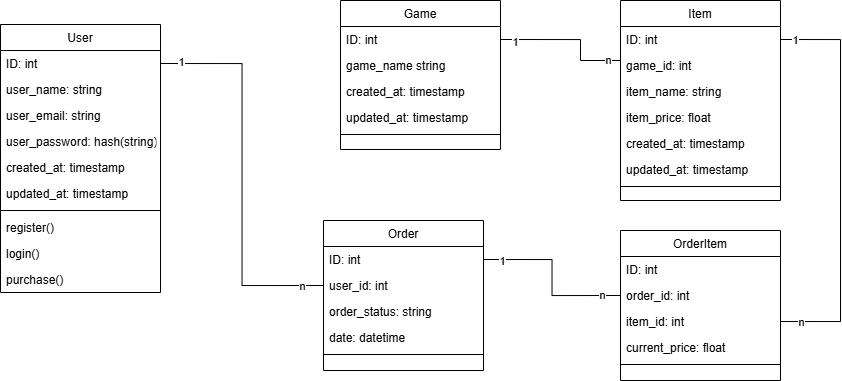 User
ID: int
user_name: string
user_email: string
user_password: hash(string)
created_at: timestamp
updated_at: timestamp
register()
login()
purchase()
1
n
Game
ID: int
game_name string
created_at: timestamp
updated_at: timestamp
1
n
Item
ID: int
game_id: int
item_name: string
item_price: float
created_at: timestamp
updated_at: timestamp
1
n
Order
ID: int
user_id: int
order_status: string
date: datetime
1
n
OrderItem
ID: int
order_id: int
item_id: int
current_price: float